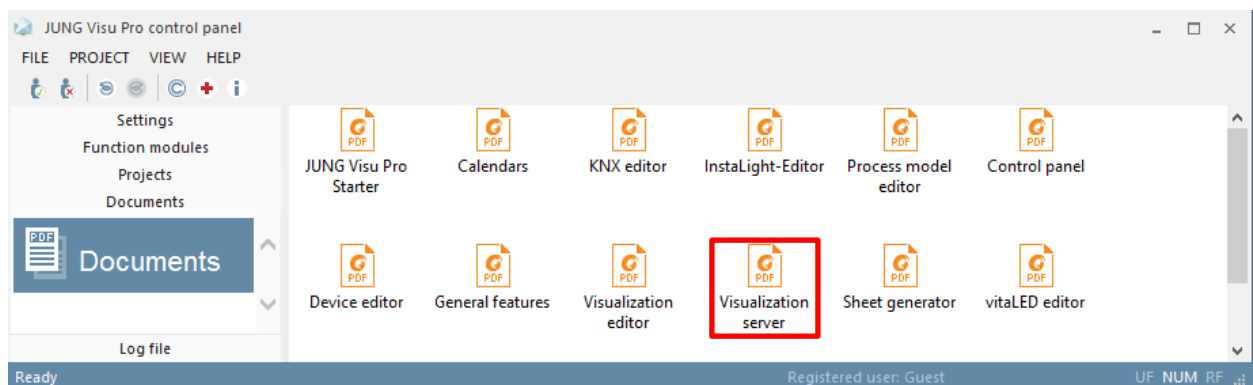 JUNG Visu Pro control panel
FILE PROJECT VIEW HELP
Settings
Function modules
Projects
Documents
PDF
Documents
Log file
PDF PDF PDF PDF PDF PDF
JUNG Visu Pro Starter
Calendars
KNX editor
InstaLight-Editor
Process model editor
Control panel
PDF PDF PDF PDF PDF PDF
Device editor
General features
Visualization editor
Visualization server
Sheet generator
vitaLED editor
Ready
Registered user: Guest
UF NUM RF